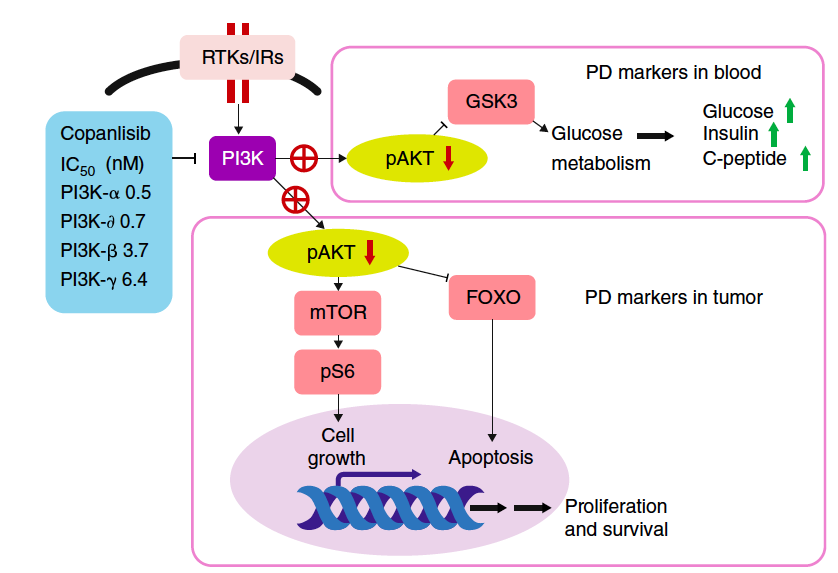 RTKs/IRs
Copanlisib
IC50 (nM)
PI3K-α 0.5
PI3K-∂ 0.7
PI3K-β 3.7
PI3K-γ 6.4
PI3K
PD markers in blood
GSK3
pAKT
Glucose
metabolism
Glucose
Insulin
C-peptide
pAKT
FOXO
PD markers in tumor
mTOR
pS6
Cell
growth
Apoptosis
Proliferation
and survival